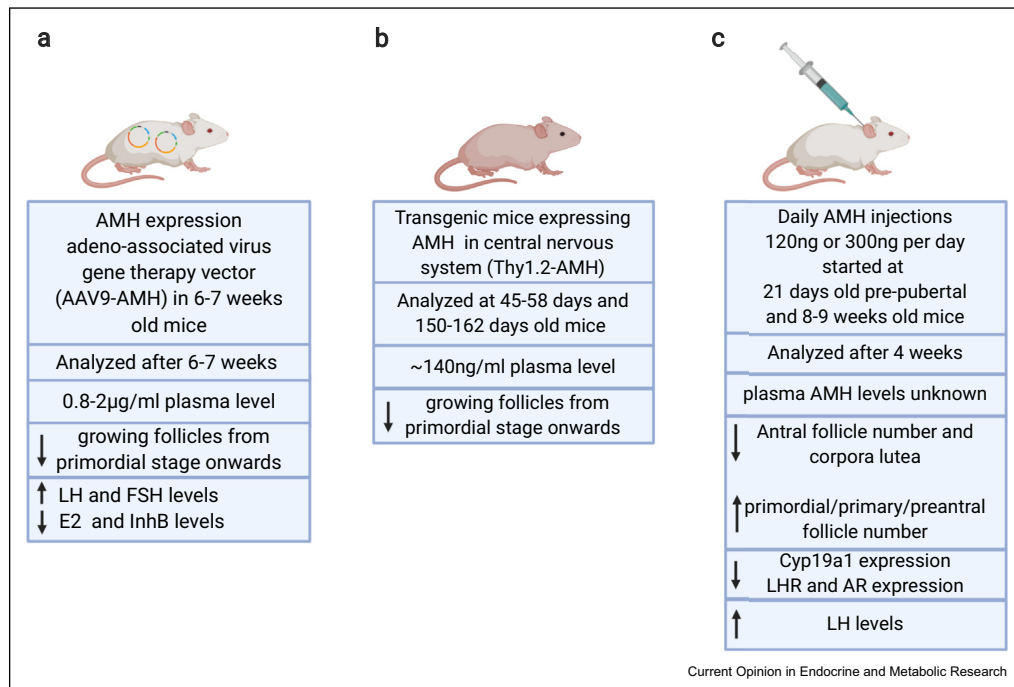 a
AMH expression
adeno-associated virus
gene therapy vector
(AAV9-AMH) in 6-7 weeks
old mice
Analyzed after 6-7 weeks
0.8-2µg/ml plasma level
growing follicles from
primordial stage onwards
LH and FSH levels
E2 and InhB levels
b
Transgenic mice expressing
AMH in central nervous
system (Thy1.2-AMH)
Analyzed at 45-58 days and
150-162 days old mice
~140ng/ml plasma level
growing follicles from
primordial stage onwards
c
Daily AMH injections
120ng or 300ng per day
started at
21 days old pre-pubertal
and 8-9 weeks old mice
Analyzed after 4 weeks
plasma AMH levels unknown
Antral follicle number and
corpora lutea
primordial/primary/preantral
follicle number
Cyp19a1 expression
LHR and AR expression
LH levels
Current Opinion in Endocrine and Metabolic Research